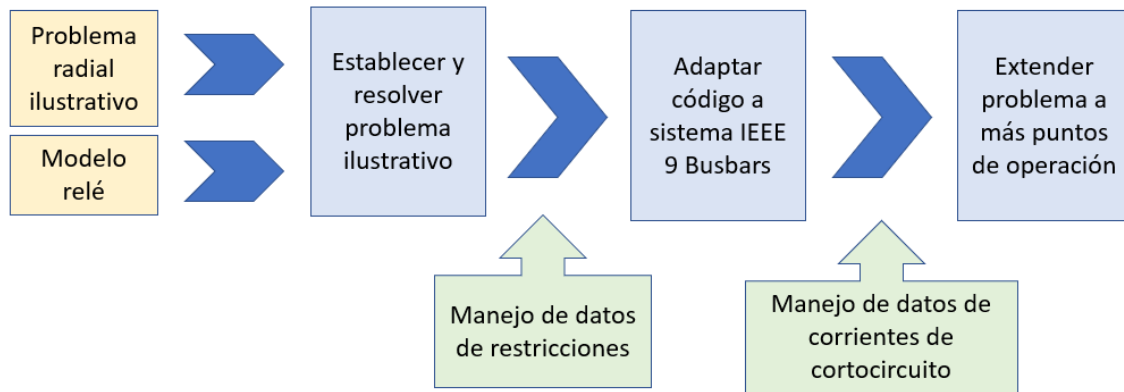 Problema
radial
ilustrativo
Modelo
relé
Establecer y
resolver
problema
ilustrativo
Adaptar
código a
sistema IEEE
9 Busbars
Extender
problema a
más puntos
de operación
Manejo de datos
de restricciones
Manejo de datos de
corrientes de
cortocircuito